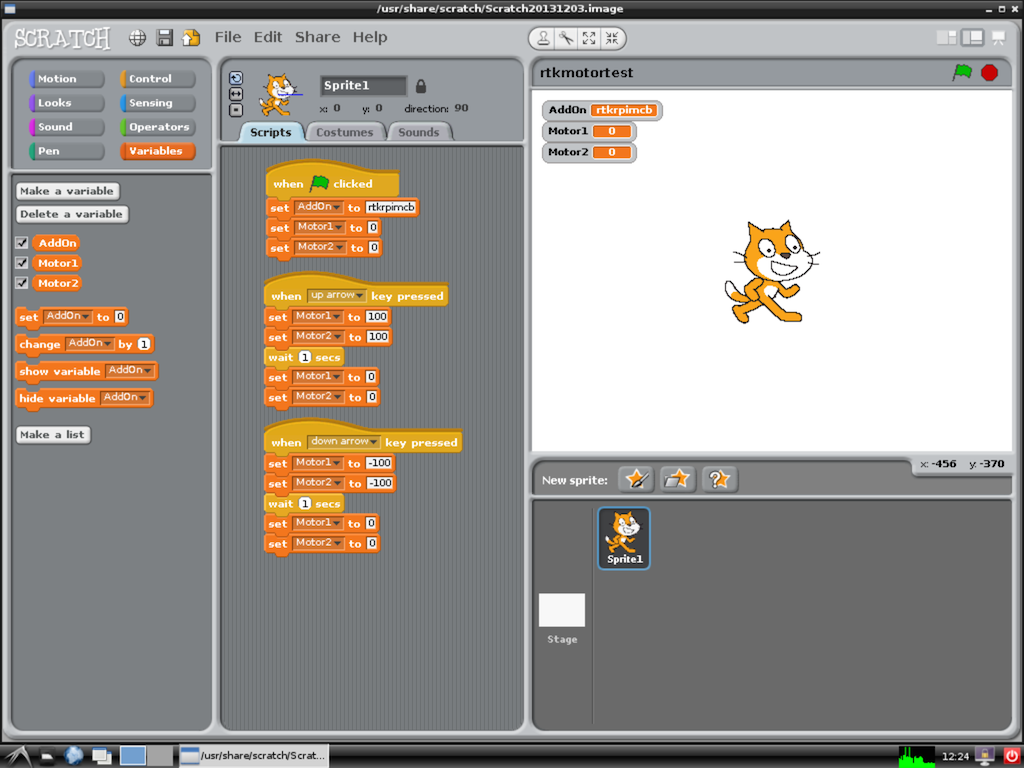 /usr/share/scratch/Scratch20131203.image
SCRATCH File Edit Share Help
Motion Control
Looks Sensing
Sound Operators
Pen Variables
Make a variable
Delete a variable
AddOn
Motor1
Motor2
set AddOn to 0
change AddOn by 1
show variable AddOn
hide variable AddOn
Make a list
Sprite1
x: 0 y: 0 direction: 90
Scripts Costumes Sounds
when clicked
set AddOn to rtkrpimcb
set Motor1 to 0
set Motor2 to 0
when up arrow key pressed
set Motor1 to 100
set Motor2 to 100
wait 1 secs
set Motor1 to 0
set Motor2 to 0
when down arrow key pressed
set Motor1 to -100
set Motor2 to -100
wait 1 secs
set Motor1 to 0
set Motor2 to 0
rtkmotortest
AddOn rtkrpimcb
Motor1 0
Motor2 0
x: -456 y: -370
New sprite:
Sprite1
Stage
/usr/share/scratch/Scrat...
12:24